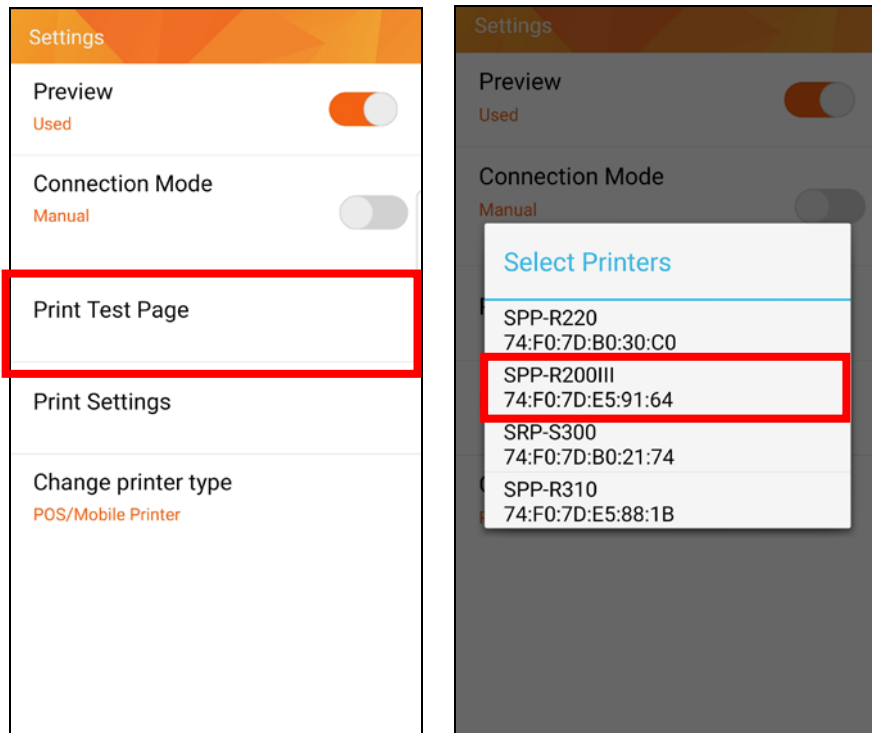 Settings
Preview
Used
Connection Mode
Manual
Print Test Page
Print Settings
Change printer type
POS/Mobile Printer
Settings
Preview
Used
Connection Mode
Manual
Select Printers
SPP-R220
74:F0:7D:B0:30:C0
SPP-R200III
74:F0:7D:E5:91:64
SRP-S300
74:F0:7D:B0:21:74
SPP-R310
74:F0:7D:E5:88:1B